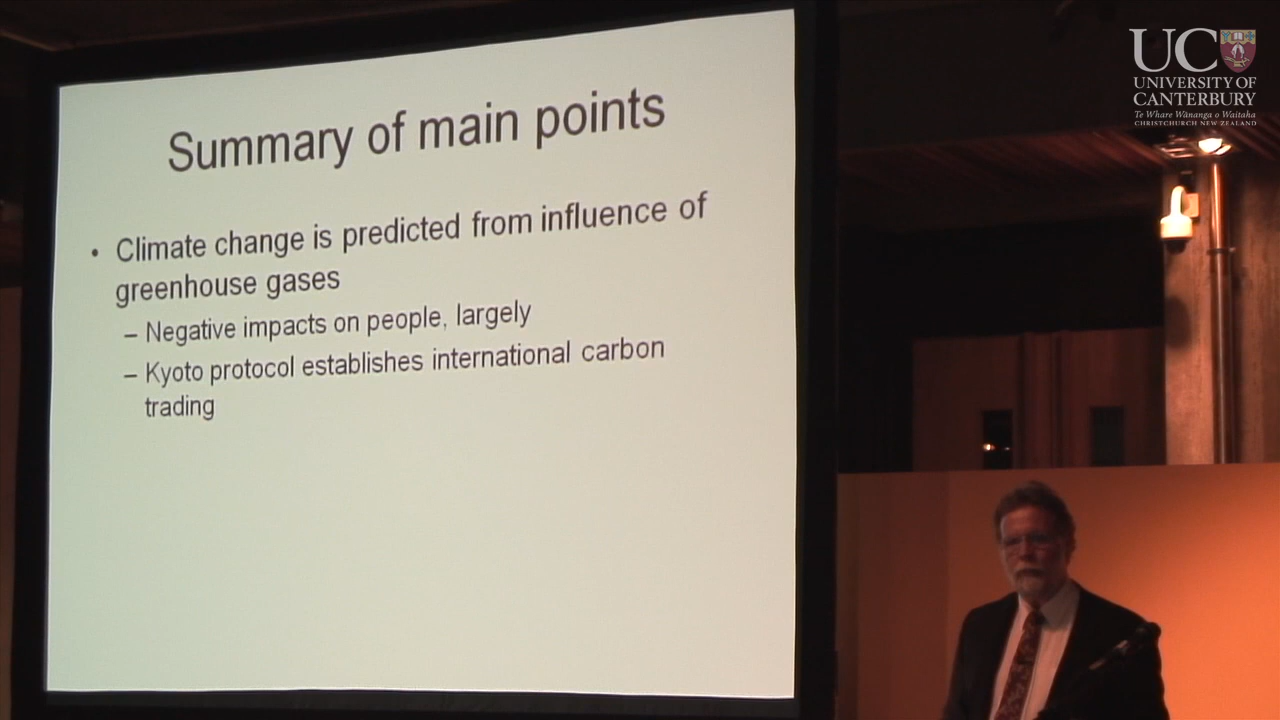 Summary of main points
• Climate change is predicted from influence of
greenhouse gases
– Negative impacts on people, largely
– Kyoto protocol establishes international carbon
trading
UC
UNIVERSITY OF
CANTERBURY
Te Whare Wānanga o Waitaha
CHRISTCHURCH NEW ZEALAND